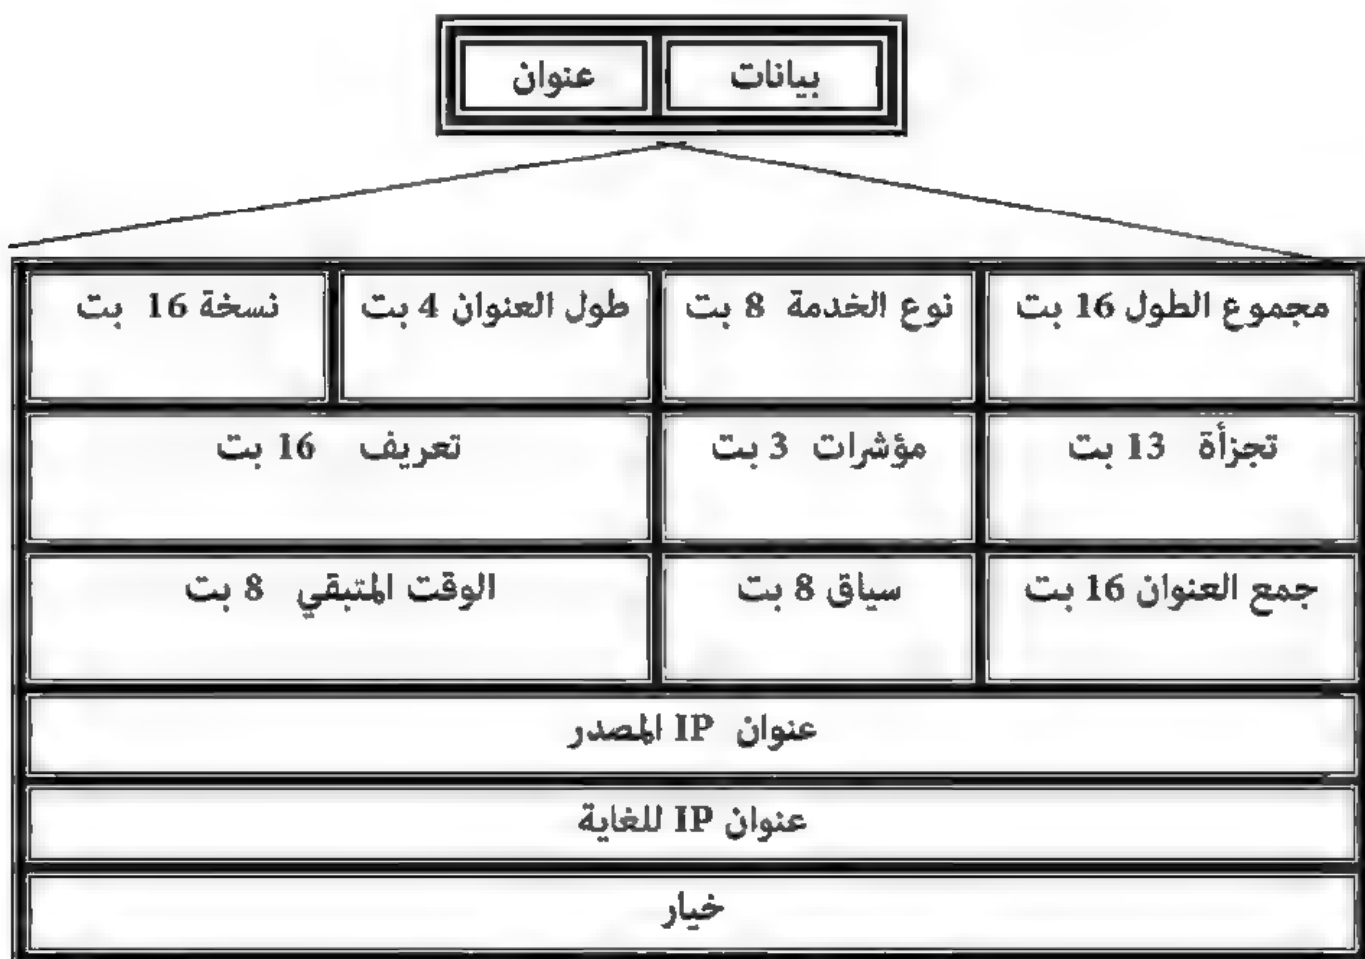 بيانات عنوان
مجموع الطول 16 بت نوع الخدمة 8 بت طول العنوان 4 بت نسخة 16 بت
تجزأة 13 بت مؤشرات 3 بت تعريف 16 بت
جمع العنوان 16 بت سياق 8 بت الوقت المتبقي 8 بت
عنوان IP المصدر
عنوان IP للغاية
خيار